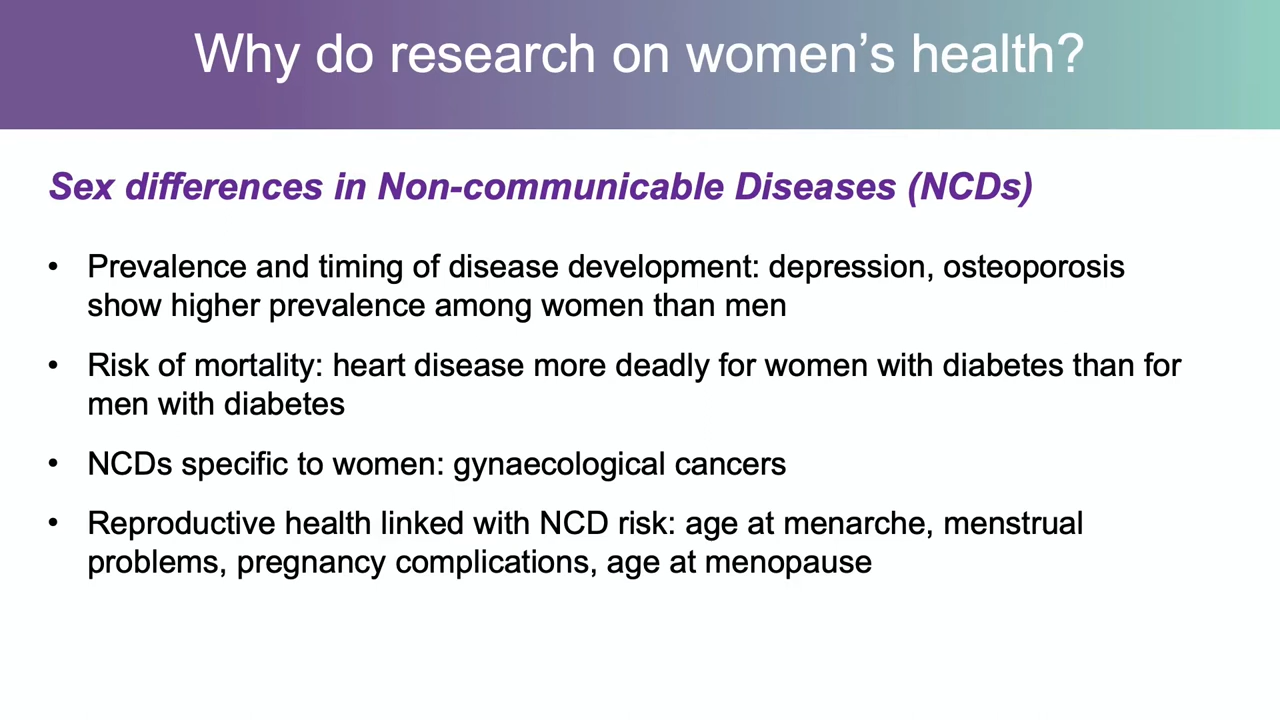 Why do research on women’s health?
Sex differences in Non-communicable Diseases (NCDs)
• Prevalence and timing of disease development: depression, osteoporosis
show higher prevalence among women than men
• Risk of mortality: heart disease more deadly for women with diabetes than for
men with diabetes
• NCDs specific to women: gynaecological cancers
• Reproductive health linked with NCD risk: age at menarche, menstrual
problems, pregnancy complications, age at menopause